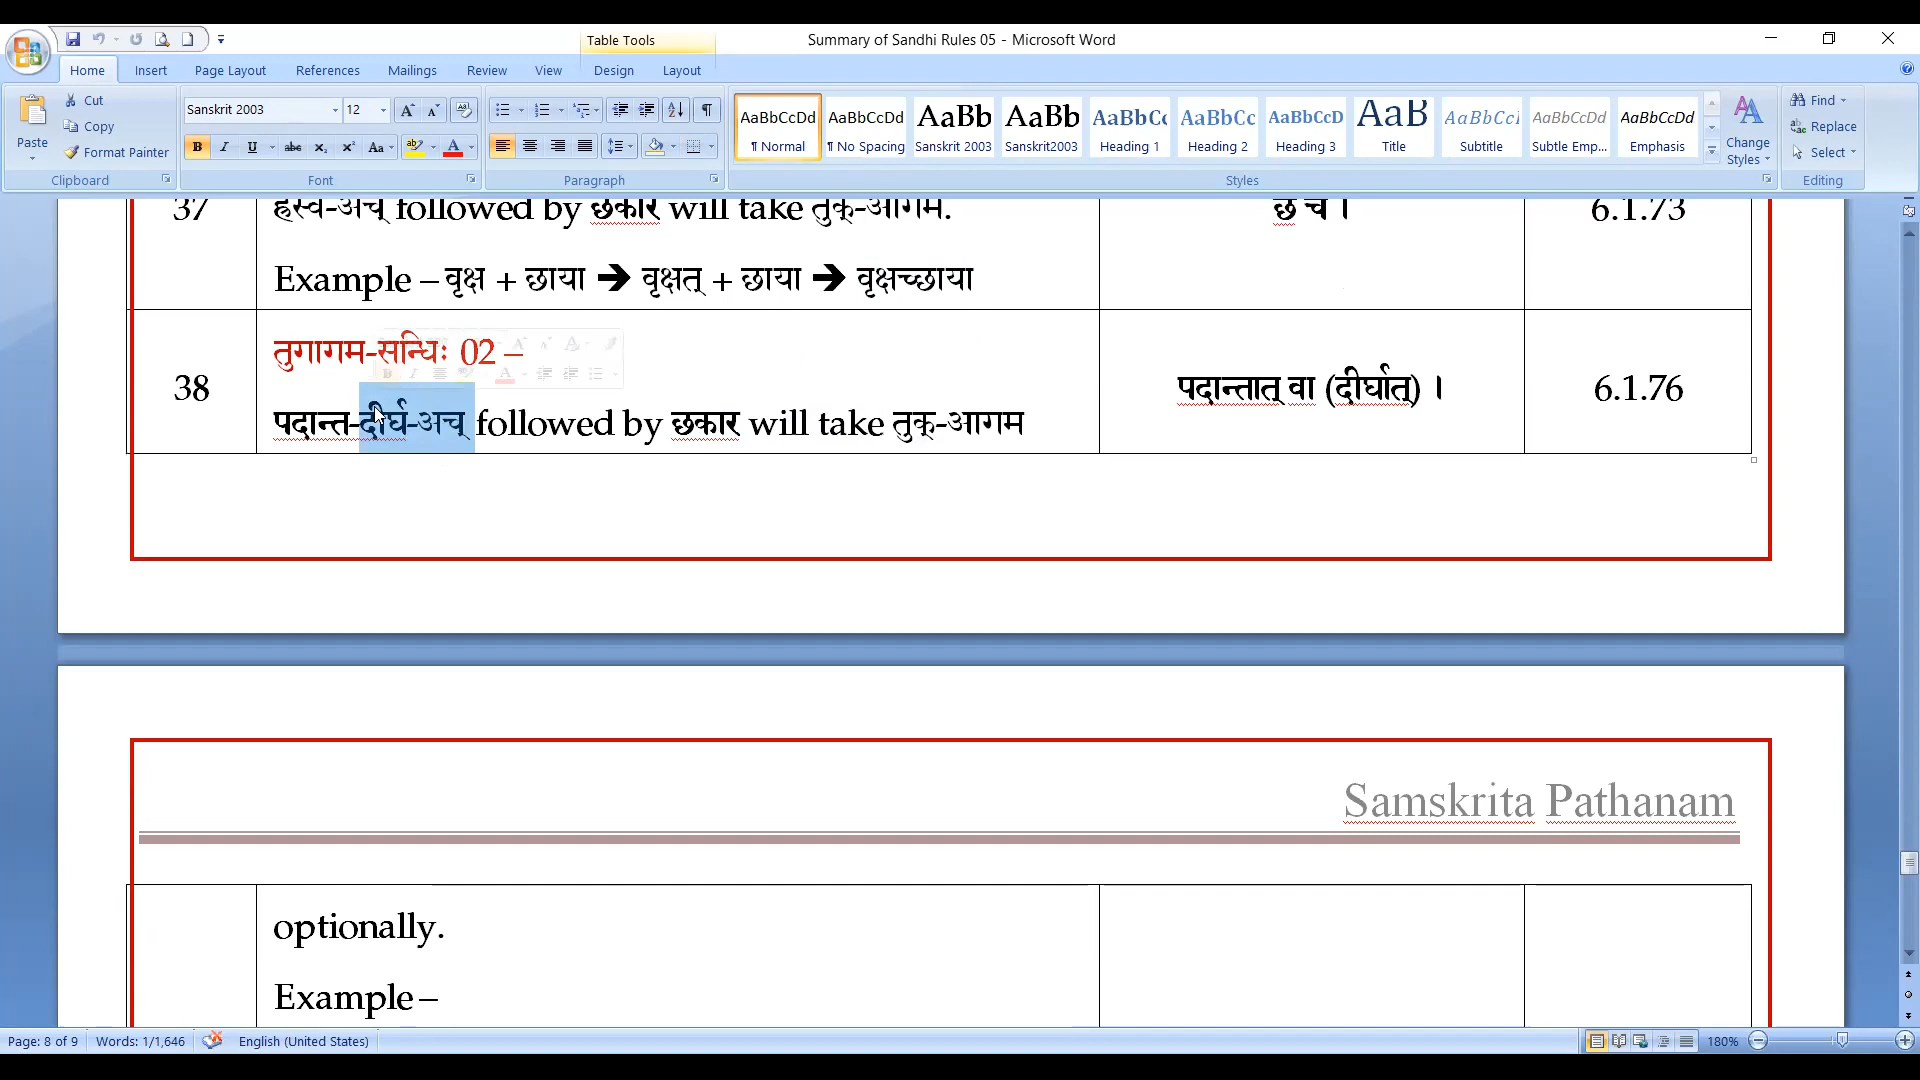 Summary of Sandhi Rules 05 - Microsoft Word
Table Tools
Home Insert Page Layout References Mailings Review View Design Layout
Paste
Cut
Copy
Format Painter
Clipboard
Sanskrit 2003 12
Font
Paragraph
AaBbCcDd AaBbCcDd AaBb AaBb AaBbCc AaBbCc AaBbCcD AaB AaBbCcI AaBbCcDd AaBbCcDd
¶ Normal ¶ No Spacing Sanskrit 2003 Sanskrit2003 Heading 1 Heading 2 Heading 3 Title Subtitle Subtle Emp... Emphasis
Change Styles
Styles
Find
Replace
Select
Editing
37 ह्रस्व-अच् followed by छकार will take तुक्-आगम. छे च । 6.1.73
Example – वृक्ष + छाया ➔ वृक्षत् + छाया ➔ वृक्षच्छाया
तुगागम-सन्धिः 02 –
38 पदान्तात् वा (दीर्घात्) । 6.1.76
पदान्त-दीर्घ-अच् followed by छकार will take तुक्-आगम
Samskrita Pathanam
optionally.
Example –
Page: 8 of 9 Words: 1/1,646 English (United States) 180%